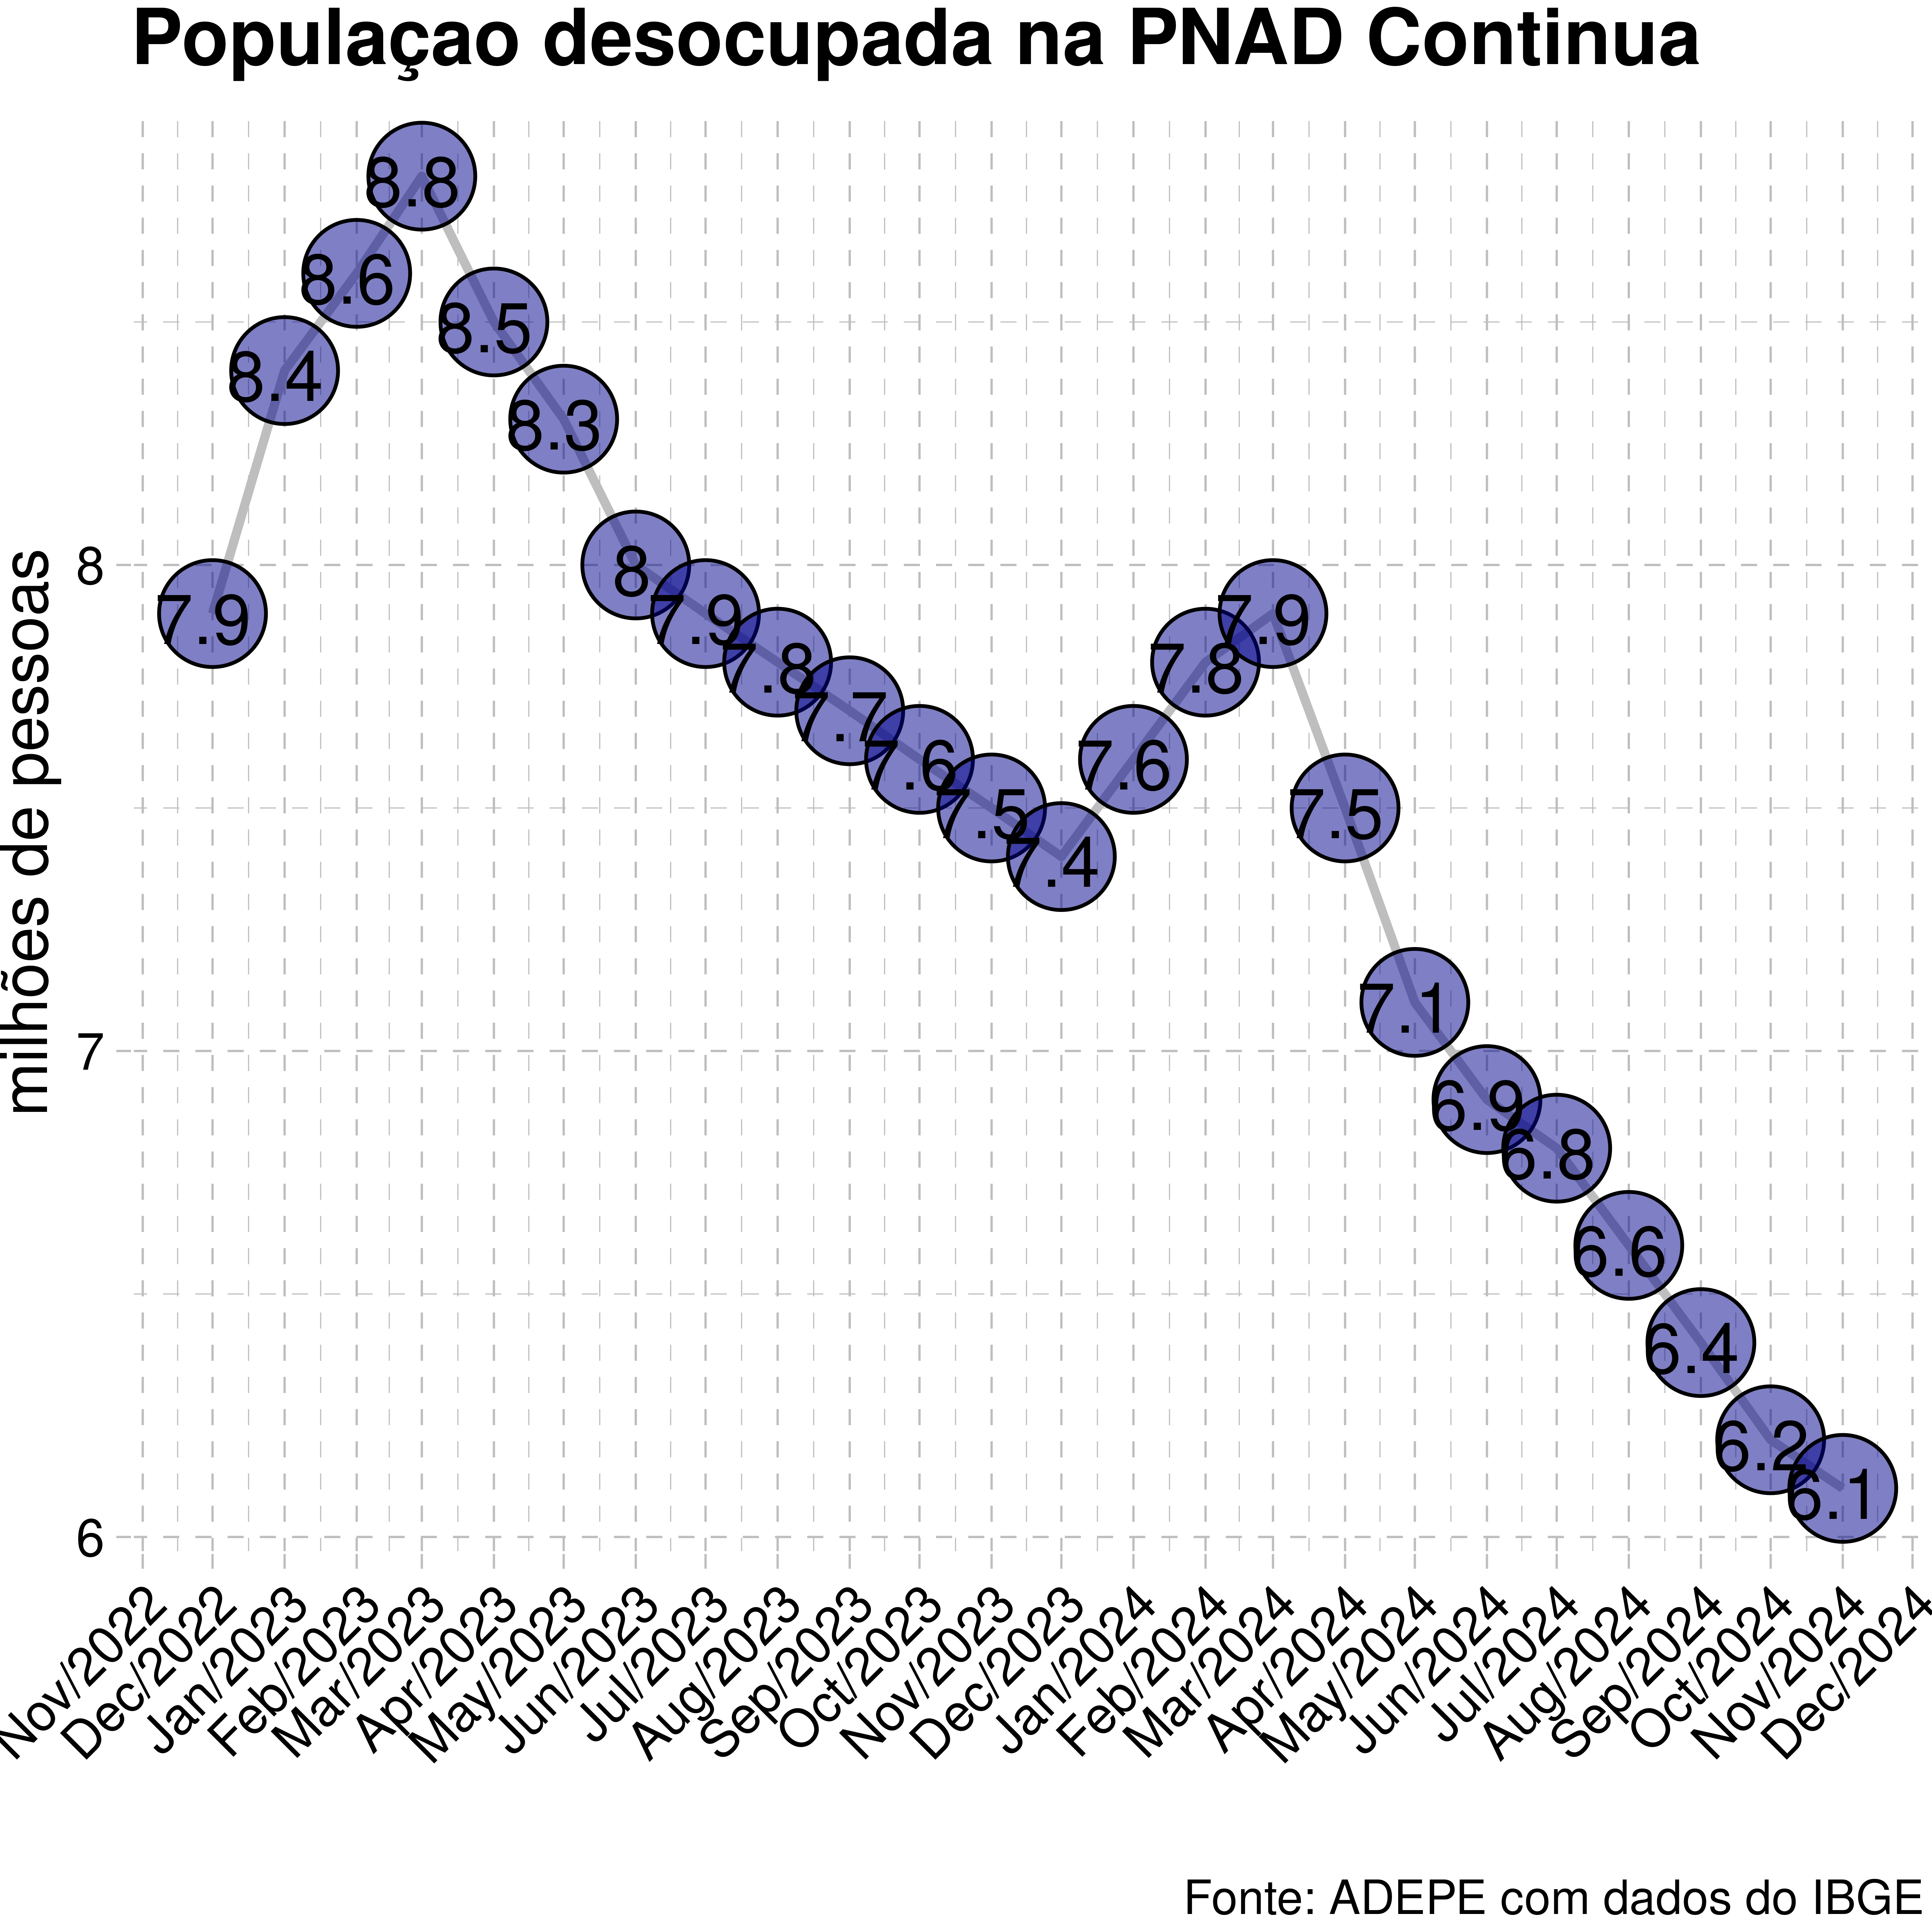 Populaçao desocupada na PNAD Continua
milhões de pessoas
8
7
6
7.9
8.4
8.6
8.8
8.5
8.3
8
7.9
7.8
7.7
7.6
7.5
7.4
7.6
7.8
7.9
7.5
7.1
6.9
6.8
6.6
6.4
6.2
6.1
Nov/2022
Dec/2022
Jan/2023
Feb/2023
Mar/2023
Apr/2023
May/2023
Jun/2023
Jul/2023
Aug/2023
Sep/2023
Oct/2023
Nov/2023
Dec/2023
Jan/2024
Feb/2024
Mar/2024
Apr/2024
May/2024
Jun/2024
Jul/2024
Aug/2024
Sep/2024
Oct/2024
Nov/2024
Dec/2024
Fonte: ADEPE com dados do IBGE